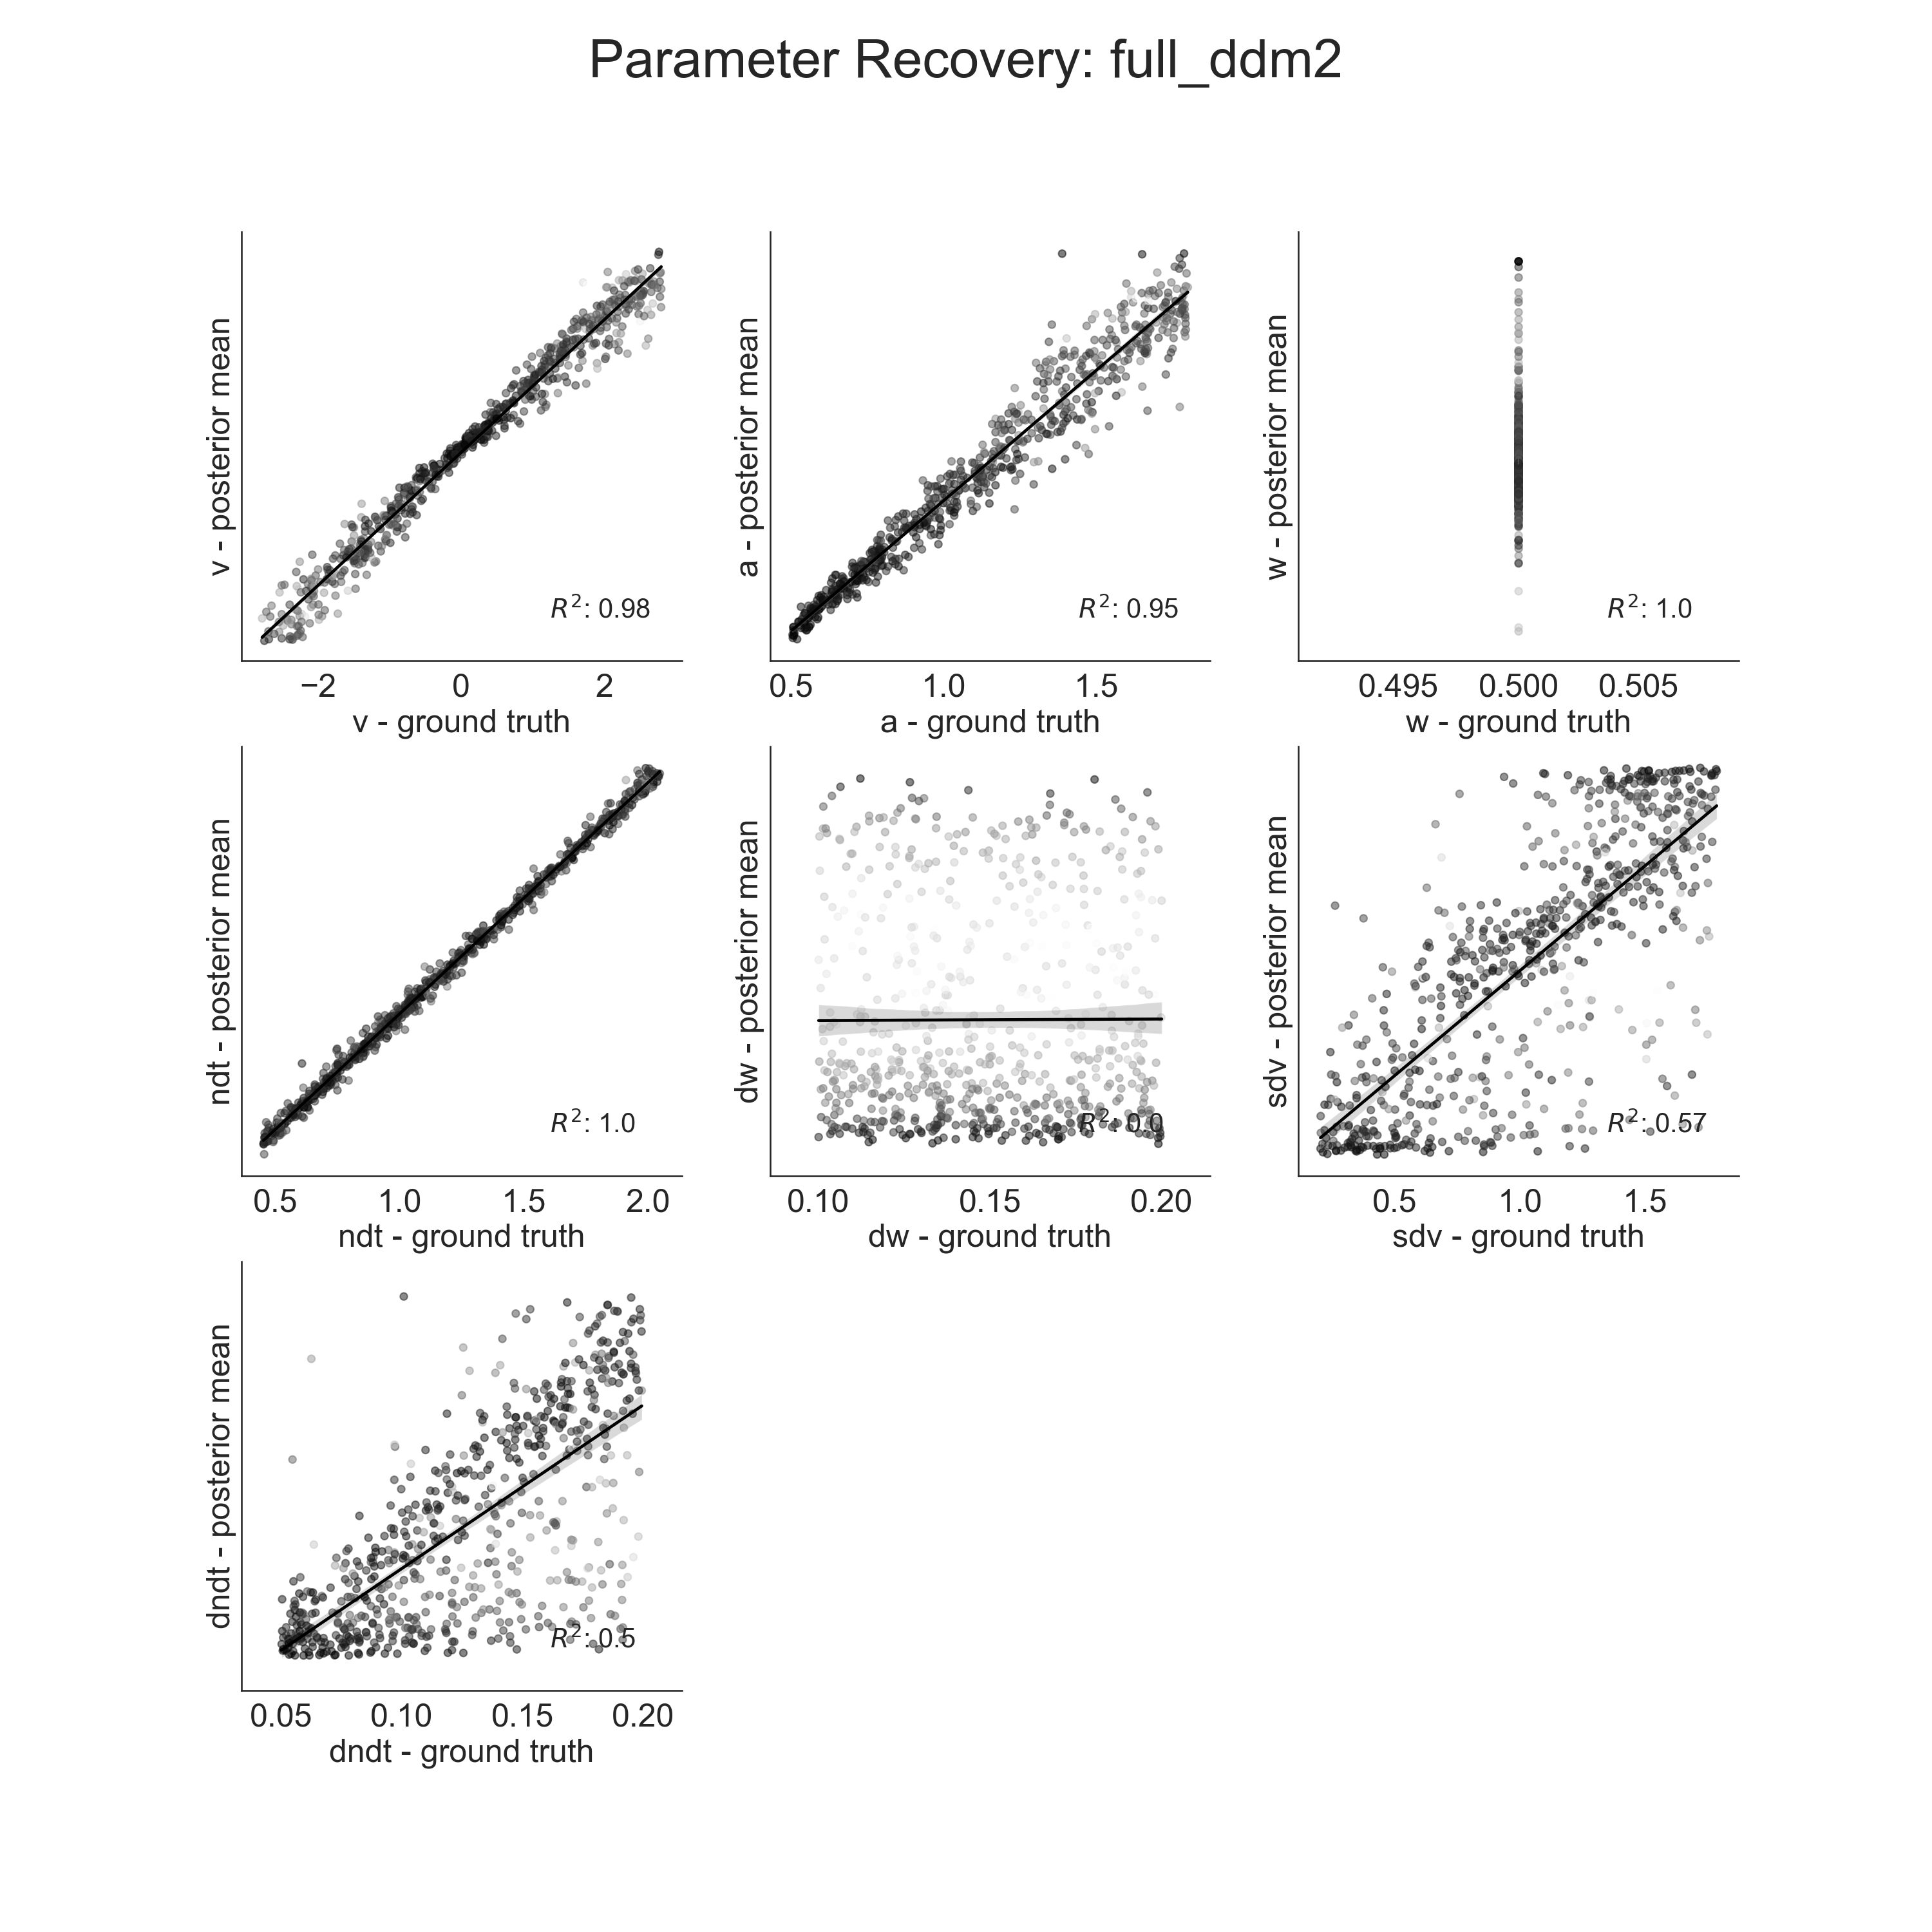 Parameter Recovery: full_ddm2
v - posterior mean
R²: 0.98
−2 0 2
v - ground truth
a - posterior mean
R²: 0.95
0.5 1.0 1.5
a - ground truth
w - posterior mean
R²: 1.0
0.495 0.500 0.505
w - ground truth
ndt - posterior mean
R²: 1.0
0.5 1.0 1.5 2.0
ndt - ground truth
dw - posterior mean
R²: 0.0
0.10 0.15 0.20
dw - ground truth
sdv - posterior mean
R²: 0.57
0.5 1.0 1.5
sdv - ground truth
dndt - posterior mean
R²: 0.5
0.05 0.10 0.15 0.20
dndt - ground truth